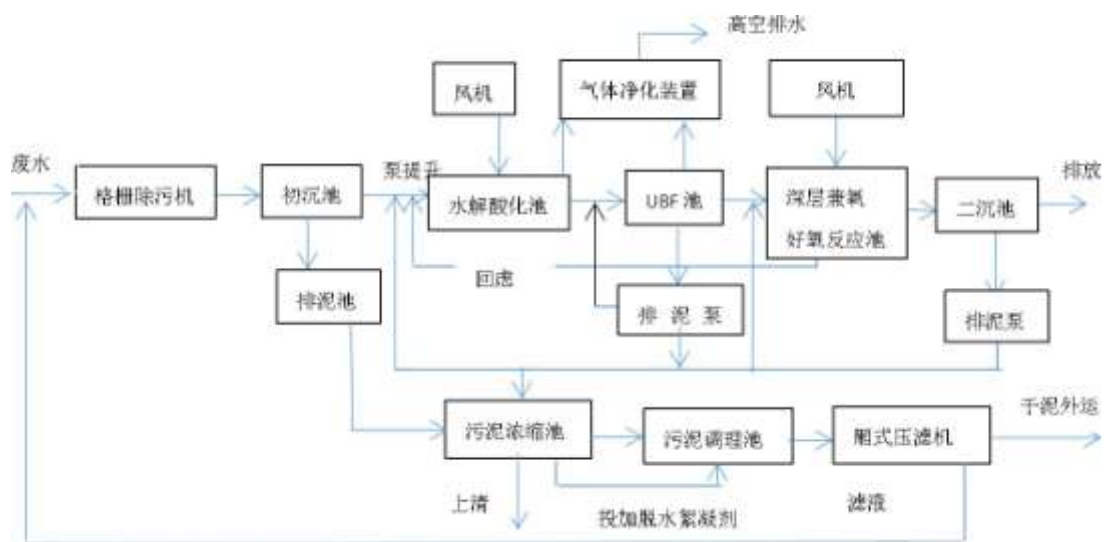 高空排水
风机
气体净化装置
风机
废水
格栅除污机
初沉池
泵提升
水解酸化池
UBF 池
深层兼氧
好氧反应池
二沉池
排放
回虑
排泥池
排 泥 泵
排泥泵
污泥浓缩池
污泥调理池
厢式压滤机
干泥外运
上清
投加脱水絮凝剂
滤液